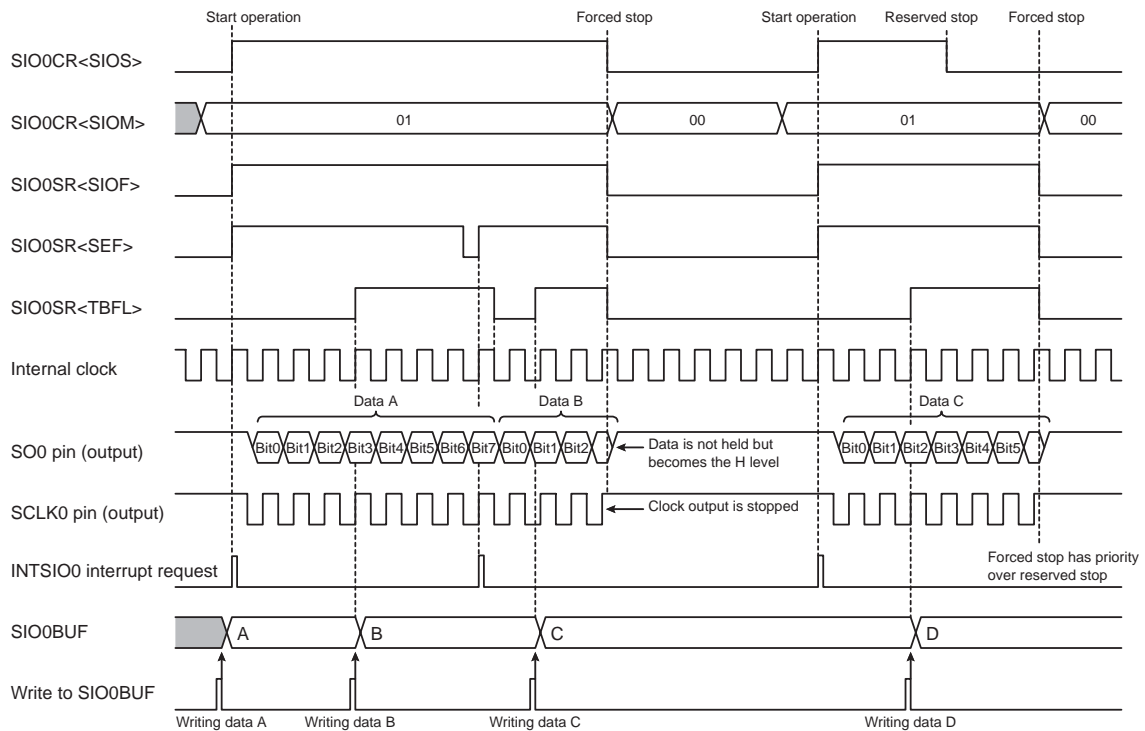 Start operation Forced stop Start operation Reserved stop Forced stop
SIO0CR<SIOS>
SIO0CR<SIOM> 01 00 01 00
SIO0SR<SIOF>
SIO0SR<SEF>
SIO0SR<TBFL>
Internal clock
Data A Data B Data C
SO0 pin (output) Bit0 Bit1 Bit2 Bit3 Bit4 Bit5 Bit6 Bit7 Bit0 Bit1 Bit2 Bit0 Bit1 Bit2 Bit3 Bit4 Bit5
Data is not held but
becomes the H level
SCLK0 pin (output) Clock output is stopped
INTSIO0 interrupt request
Forced stop has priority
over reserved stop
SIO0BUF A B C D
Write to SIO0BUF
Writing data A Writing data B Writing data C Writing data D